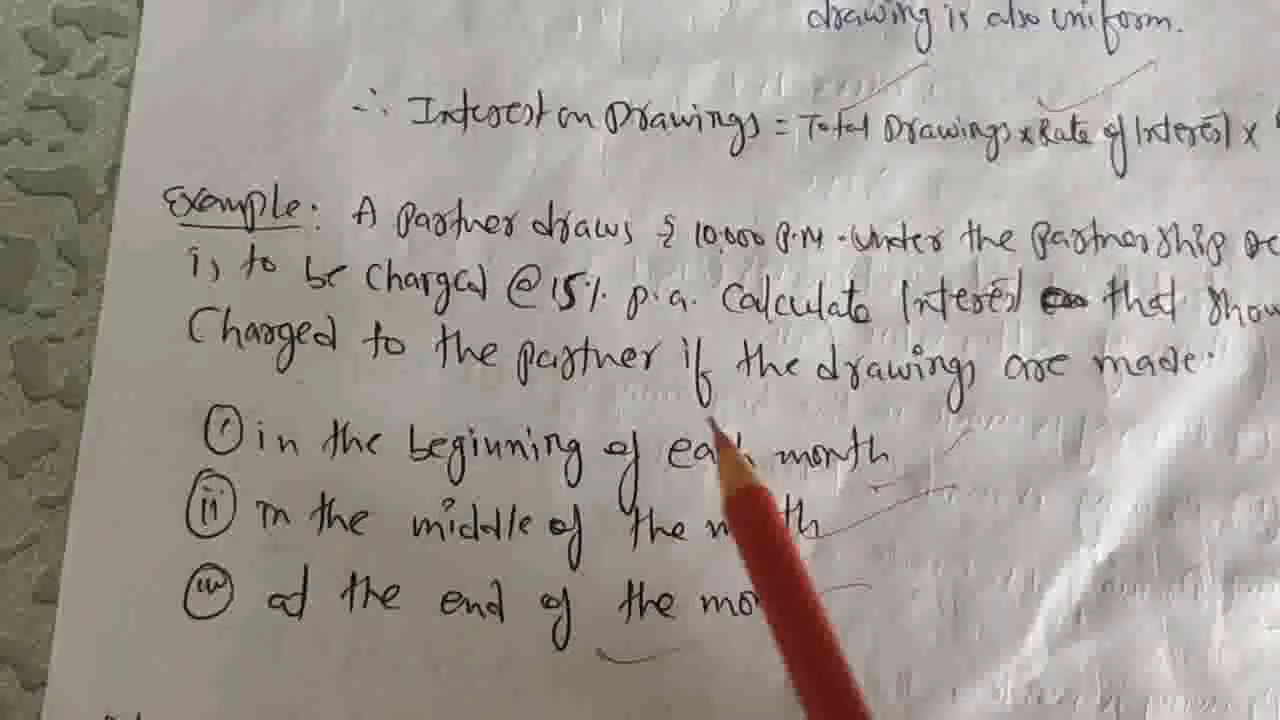 drawing is also uniform.
∴ Interest on Drawings = Total Drawings x Rate of Interest x
Example: A Partner draws ₹ 10,000 P.M. Under the partnership
is to be charged @ 15% p.a. Calculate Interest that
Charged to the partner if the drawings are made.
(i) in the beginning of each month
(ii) in the middle of the month
(iii) at the end of the